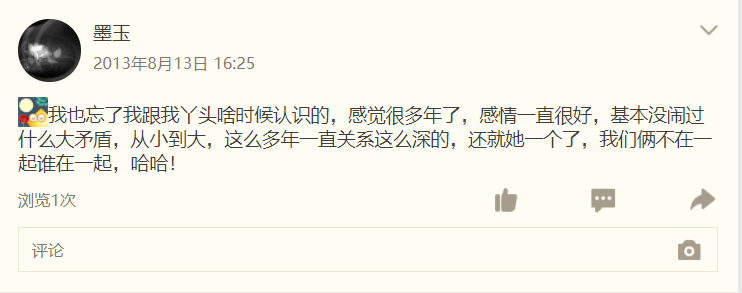 墨玉
2013年8月13日 16:25
我也忘了我跟我丫头啥时候认识的，感觉很多年了，感情一直很好，基本没闹过
什么大矛盾，从小到大，这么多年一直关系这么深的，还就她一个了，我们俩不在一
起谁在一起，哈哈！
浏览1次
评论